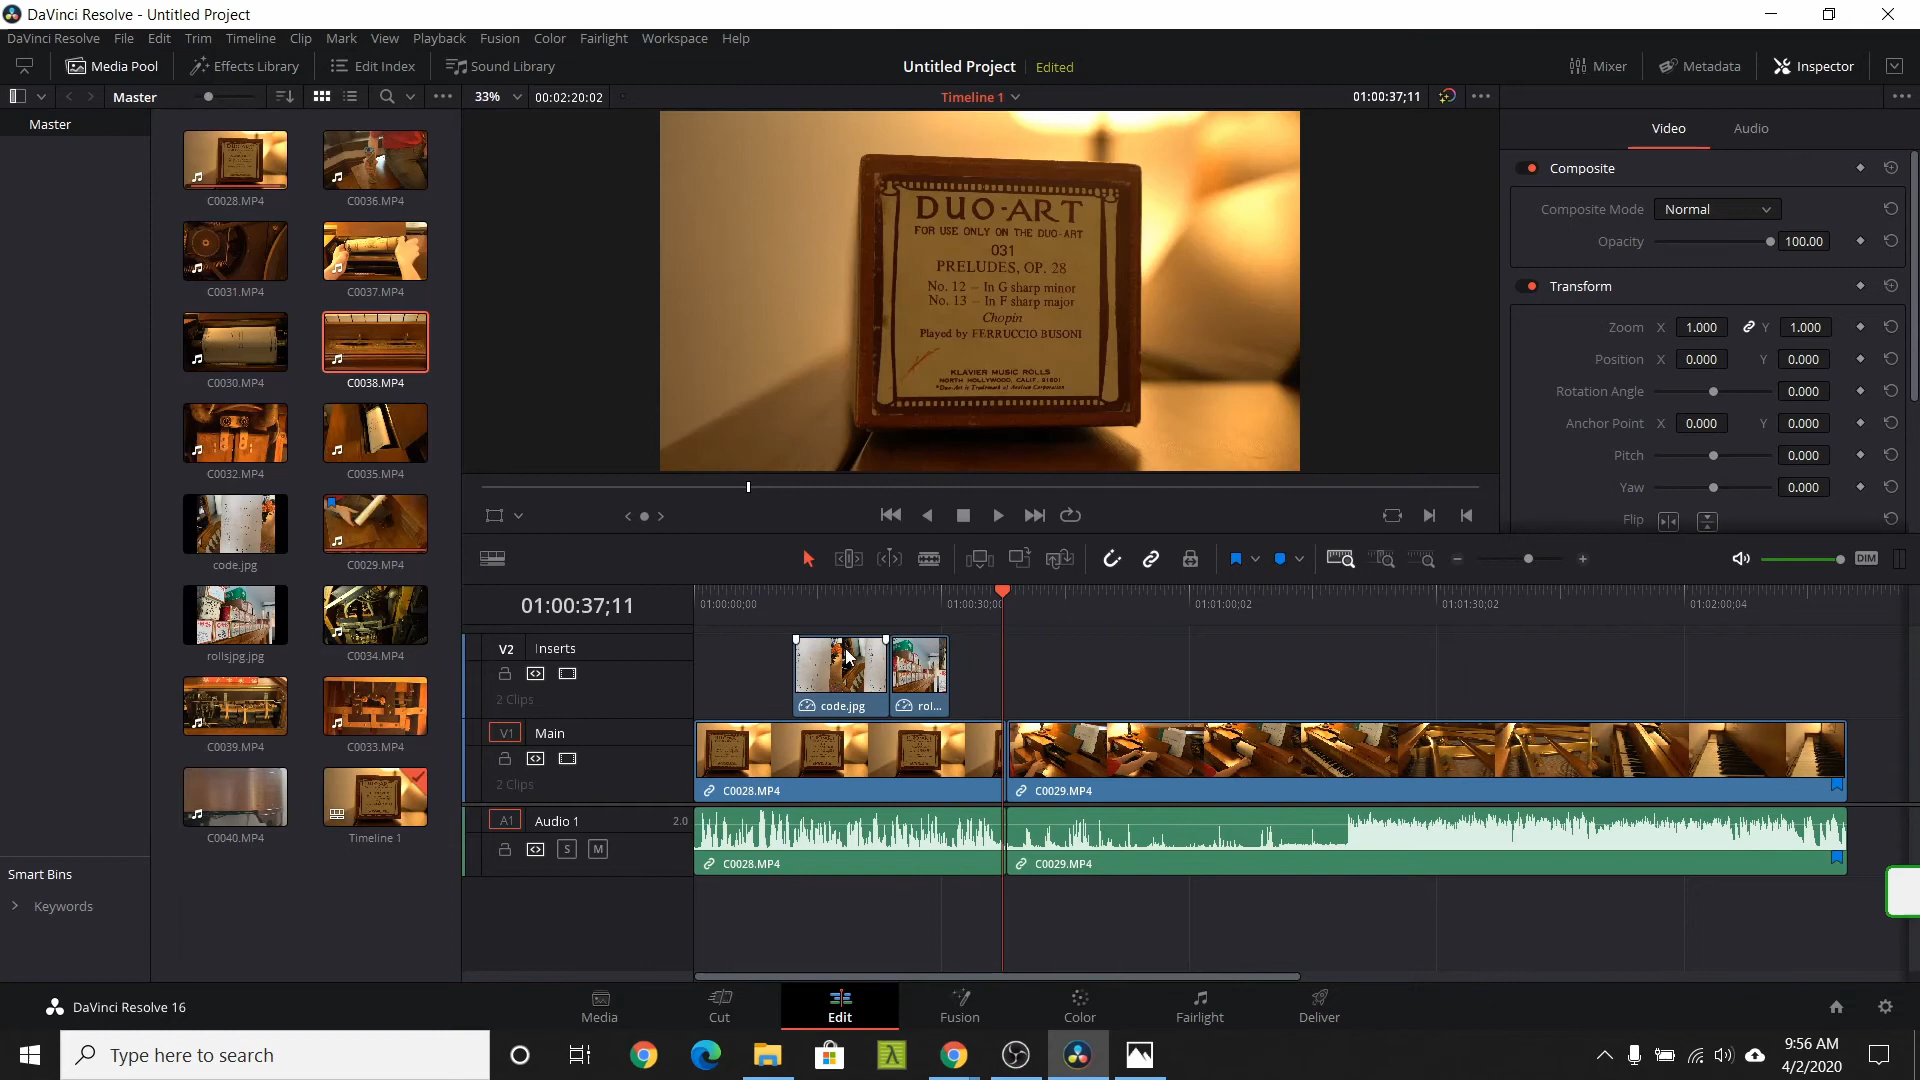 DaVinci Resolve - Untitled Project
DaVinci Resolve File Edit Trim Timeline Clip Mark View Playback Fusion Color Fairlight Workspace Help
Media Pool Effects Library Edit Index Sound Library Untitled Project Edited Mixer Metadata Inspector
Master 33% 00:02:20:02 Timeline 1 01:00:37;11
Master
C0028.MP4 C0036.MP4
C0031.MP4 C0037.MP4
C0030.MP4 C0038.MP4
C0032.MP4 C0035.MP4
code.jpg C0029.MP4
rollsjpg.jpg C0034.MP4
C0039.MP4 C0033.MP4
C0040.MP4 Timeline 1
Smart Bins
Keywords
DUO-ART
FOR USE ONLY ON THE DUO-ART
031
PRELUDES, OP. 28
No. 12 — In G sharp minor
No. 13 — In F sharp major
Chopin
Played by FERRUCCIO BUSONI
KLAVIER MUSIC ROLLS
NORTH HOLLYWOOD, CALIF. 91601
Video Audio
Composite
Composite Mode Normal
Opacity 100.00
Transform
Zoom X 1.000 Y 1.000
Position X 0.000 Y 0.000
Rotation Angle 0.000
Anchor Point X 0.000 Y 0.000
Pitch 0.000
Yaw 0.000
Flip
DIM
01:00:37;11 01:00:00;00 01:00:30;00 01:01:00;02 01:01:30;02 01:02:00;04
V2 Inserts
2 Clips
code.jpg rol...
V1 Main
2 Clips
C0028.MP4 C0029.MP4
A1 Audio 1 2.0
S M
C0028.MP4 C0029.MP4
DaVinci Resolve 16
Media Cut Edit Fusion Color Fairlight Deliver
Type here to search
9:56 AM
4/2/2020